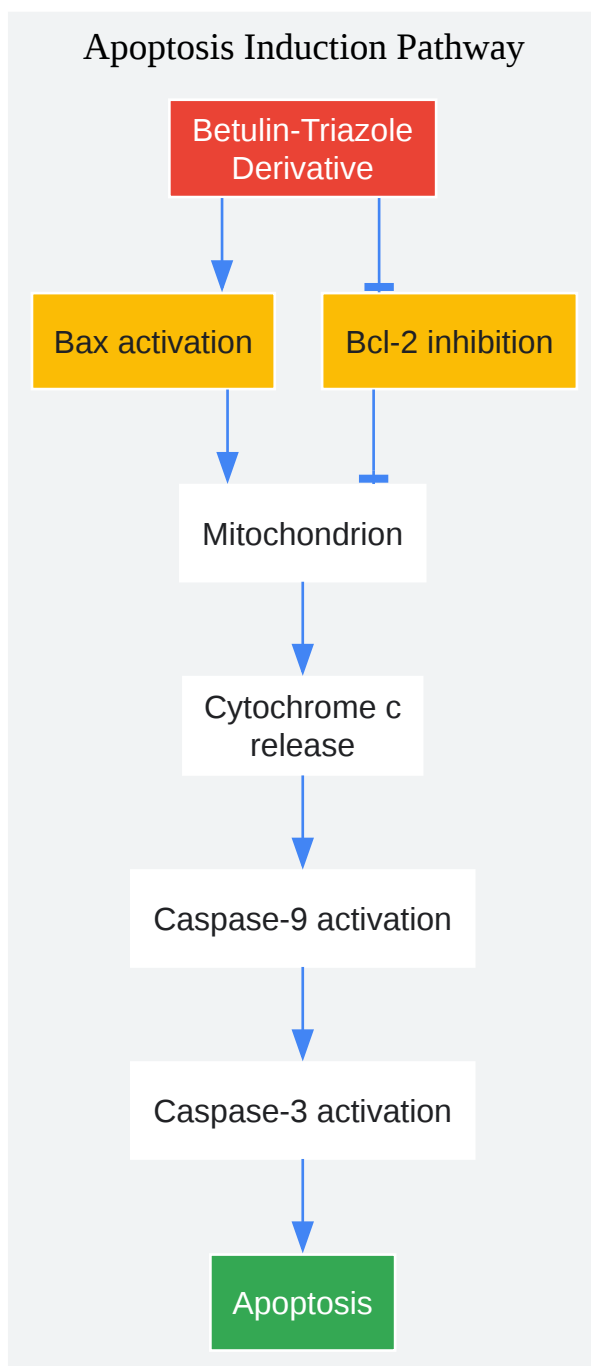 Apoptosis Induction Pathway
Betulin-Triazole
Derivative
Bax activation
Bcl-2 inhibition
Mitochondrion
Cytochrome c
release
Caspase-9 activation
Caspase-3 activation
Apoptosis